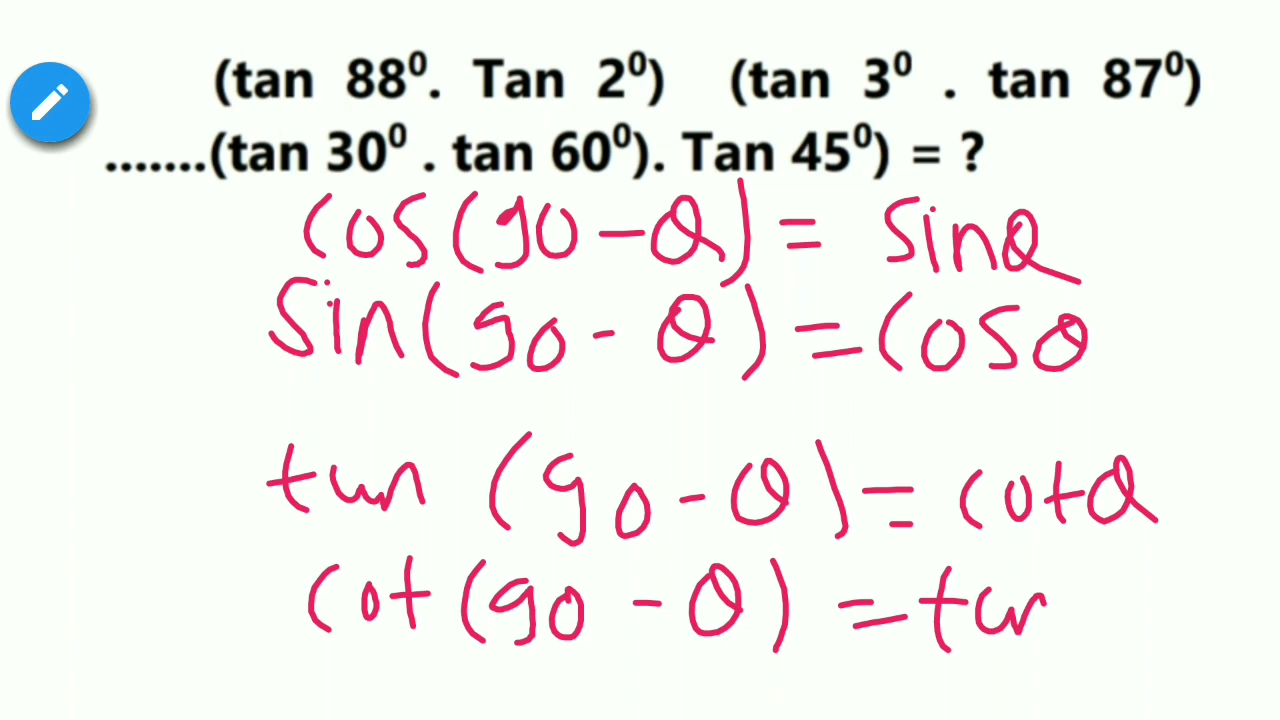 (tan 88⁰. Tan 2⁰) (tan 3⁰ . tan 87⁰)
.......(tan 30⁰ . tan 60⁰). Tan 45⁰) = ?
cos(90-θ) = sinθ
Sin(90-θ) = cosθ
tan (90-θ) = cotθ
cot(90-θ) = tan